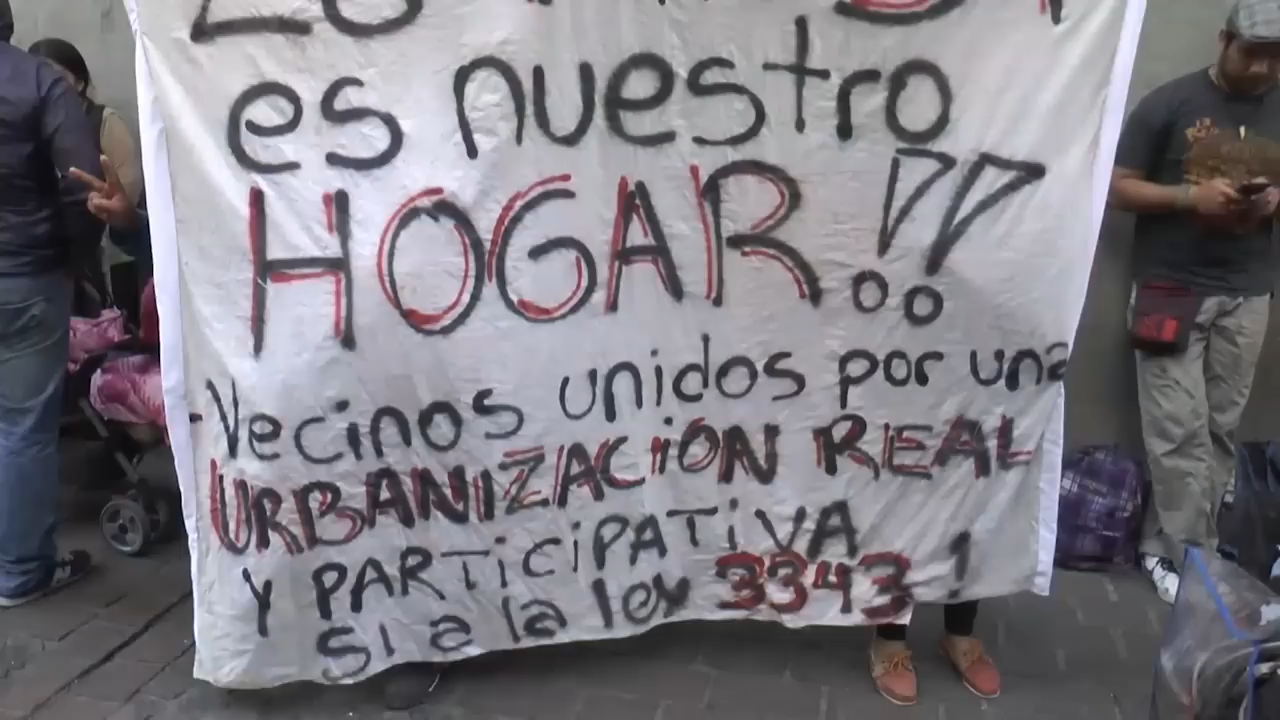 es nuestro
HOGAR!!
-Vecinos unidos por una
URBANIZACIÓN REAL
y PARTICIPATIVA
SI a la ley 3343!